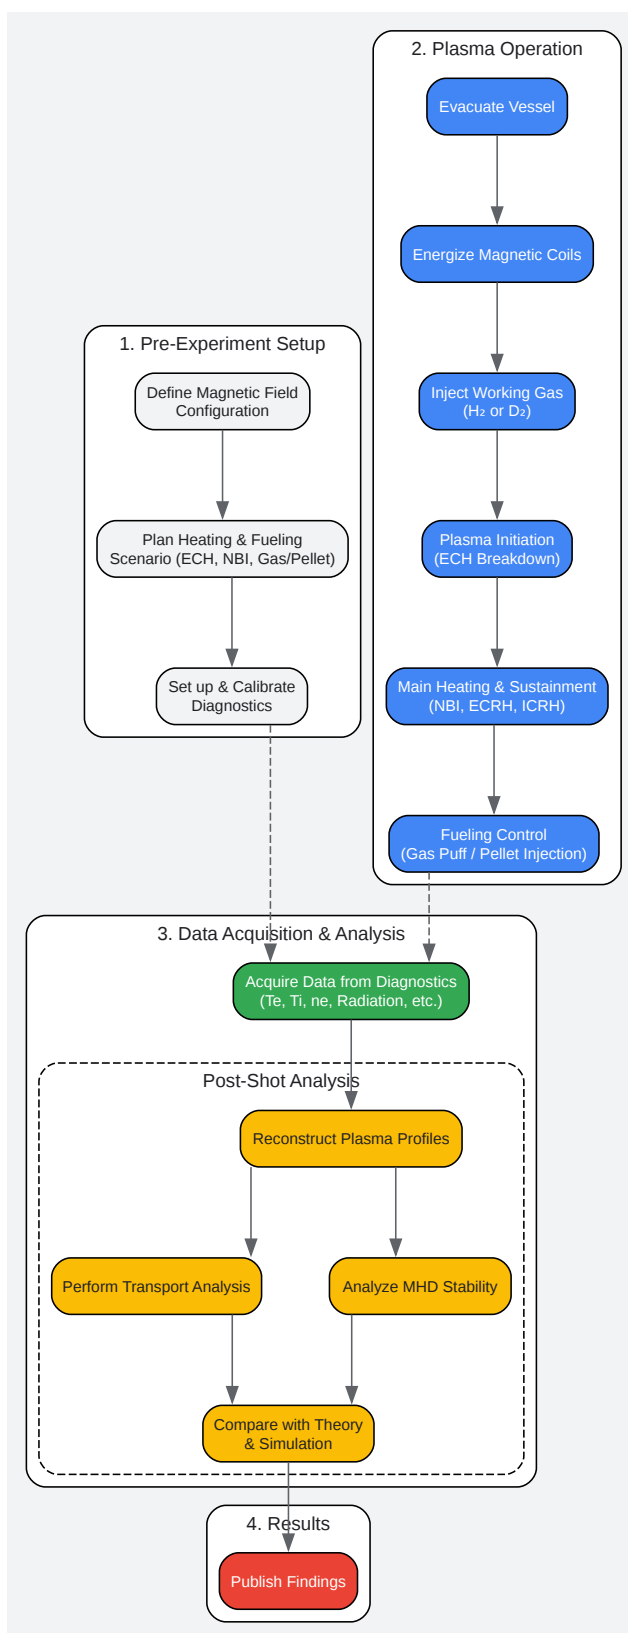 2. Plasma Operation
Evacuate Vessel
Energize Magnetic Coils
Inject Working Gas
(H₂ or D₂)
Plasma Initiation
(ECH Breakdown)
Main Heating & Sustainment
(NBI, ECRH, ICRH)
Fueling Control
(Gas Puff / Pellet Injection)
1. Pre-Experiment Setup
Define Magnetic Field
Configuration
Plan Heating & Fueling
Scenario (ECH, NBI, Gas/Pellet)
Set up & Calibrate
Diagnostics
3. Data Acquisition & Analysis
Acquire Data from Diagnostics
(Te, Ti, ne, Radiation, etc.)
Post-Shot Analysis
Reconstruct Plasma Profiles
Perform Transport Analysis
Analyze MHD Stability
Compare with Theory
& Simulation
4. Results
Publish Findings